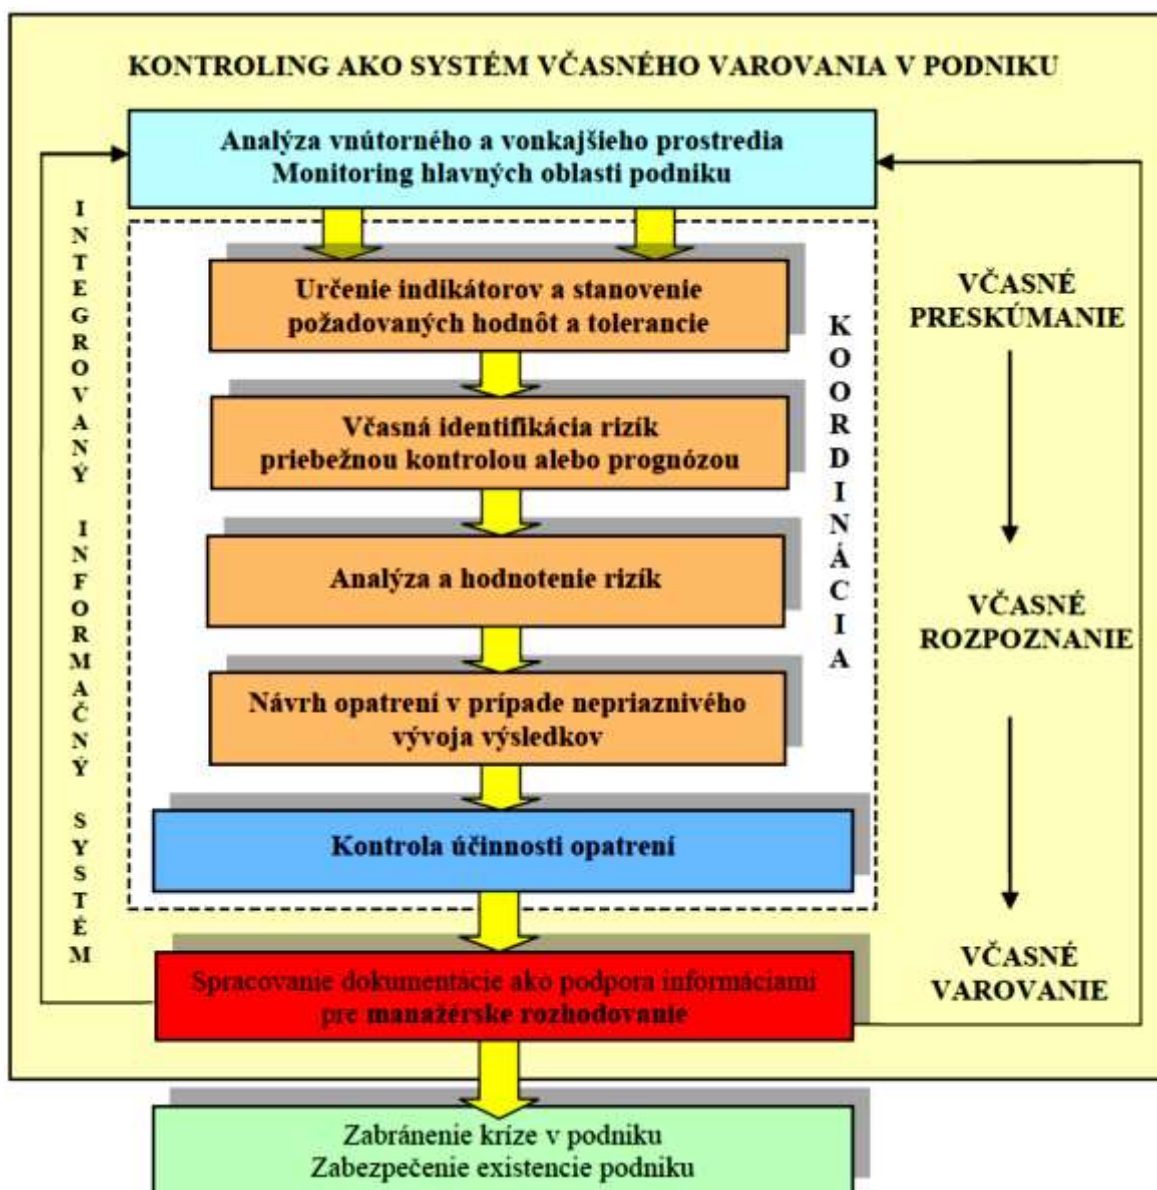 KONTROLING AKO SYSTÉM VČASNÉHO VAROVANIA V PODNIKU
Analýza vnútorného a vonkajšieho prostredia
Monitoring hlavných oblasti podniku
INTEGROVANÝ INFORMAČNÝ SYSTÉM
Určenie indikátorov a stanovenie
požadovaných hodnôt a tolerancie
Včasná identifikácia rizík
priebežnou kontrolou alebo prognózou
Analýza a hodnotenie rizík
Návrh opatrení v prípade nepriaznivého
vývoja výsledkov
Kontrola účinnosti opatrení
KOORDINÁCIA
VČASNÉ
PRESKÚMANIE
VČASNÉ
ROZPOZNANIE
VČASNÉ
VAROVANIE
Spracovanie dokumentácie ako podpora informáciami
pre manažérske rozhodovanie
Zabránenie kríze v podniku
Zabezpečenie existencie podniku